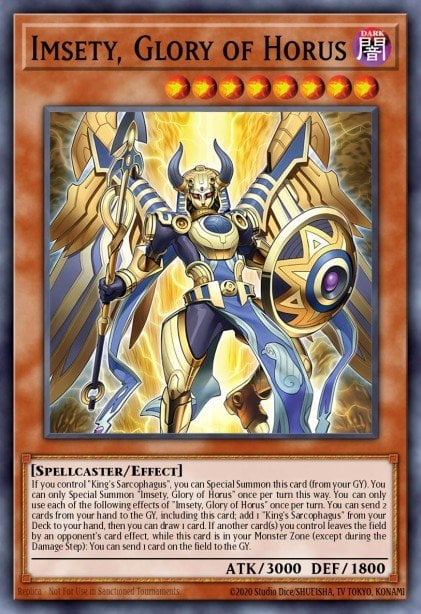 Imsety, Glory of Horus
DARK
闇
[Spellcaster/Effect]
If you control "King's Sarcophagus", you can Special Summon this card (from your GY). You
can only Special Summon "Imsety, Glory of Horus" once per turn this way. You can only
use each of the following effects of "Imsety, Glory of Horus" once per turn. You can send 2
cards from your hand to the GY, including this card; add 1 "King's Sarcophagus" from your
Deck to your hand, then you can draw 1 card. If another card(s) you control leaves the field
by an opponent's card effect, while this card is in your Monster Zone (except during the
Damage Step): You can send 1 card on the field to the GY.
ATK/3000 DEF/1800
Replica - Not For Use in Sanctioned Tournaments
©2020 Studio Dice/SHUEISHA, TV TOKYO, KONAMI